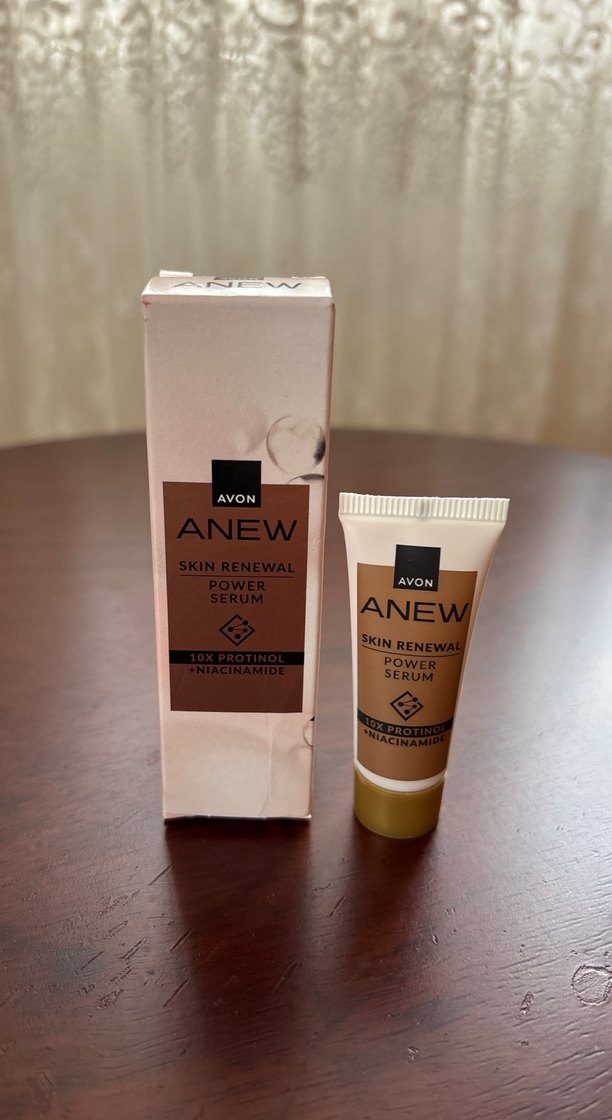 AVON
ANEW
AVON
ANEW
SKIN RENEWAL
POWER
SERUM
10X PROTINOL
+NIACINAMIDE
AVON
ANEW
SKIN RENEWAL
POWER
SERUM
10X PROTINOL
+NIACINAMIDE